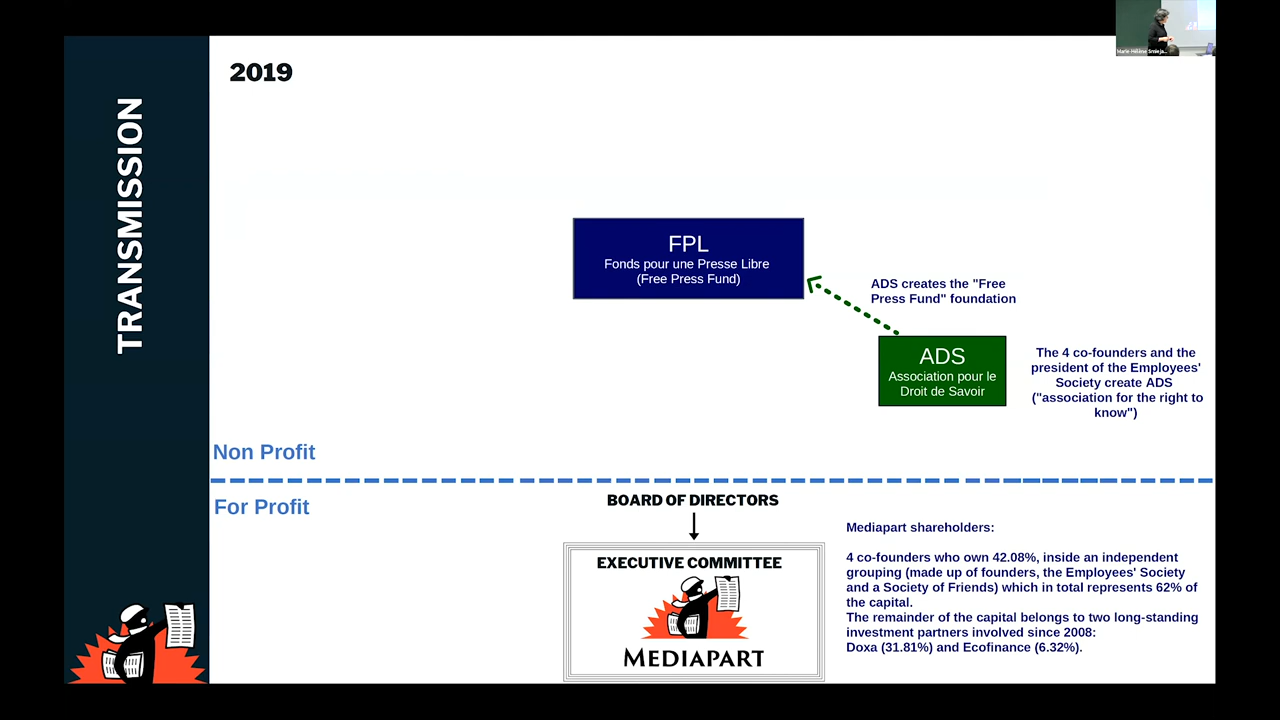 TRANSMISSION
2019
FPL
Fonds pour une Presse Libre
(Free Press Fund)
ADS creates the "Free
Press Fund" foundation
ADS
Association pour le
Droit de Savoir
The 4 co-founders and the
president of the Employees'
Society create ADS
("association for the right to
know")
Non Profit
For Profit
BOARD OF DIRECTORS
EXECUTIVE COMMITTEE
MEDIAPART
Mediapart shareholders:
4 co-founders who own 42.08%, inside an independent
grouping (made up of founders, the Employees' Society
and a Society of Friends) which in total represents 62% of
the capital.
The remainder of the capital belongs to two long-standing
investment partners involved since 2008:
Doxa (31.81%) and Ecofinance (6.32%).